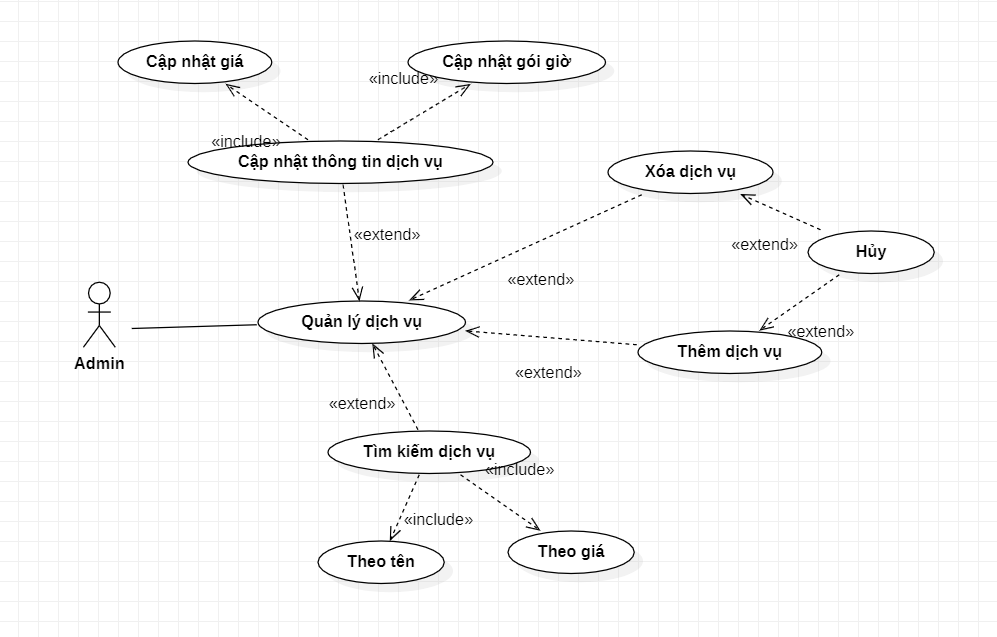 Cập nhật giá
Cập nhật gói giờ
«include»
«include»
Cập nhật thông tin dịch vụ
Xóa dịch vụ
«extend»
«extend»
Hủy
«extend»
Quản lý dịch vụ
«extend»
Thêm dịch vụ
Admin
«extend»
«extend»
Tìm kiếm dịch vụ
«include»
«include»
Theo tên
Theo giá